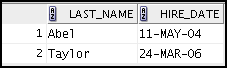 LAST_NAME HIRE_DATE
1 Abel 11-MAY-04
2 Taylor 24-MAR-06